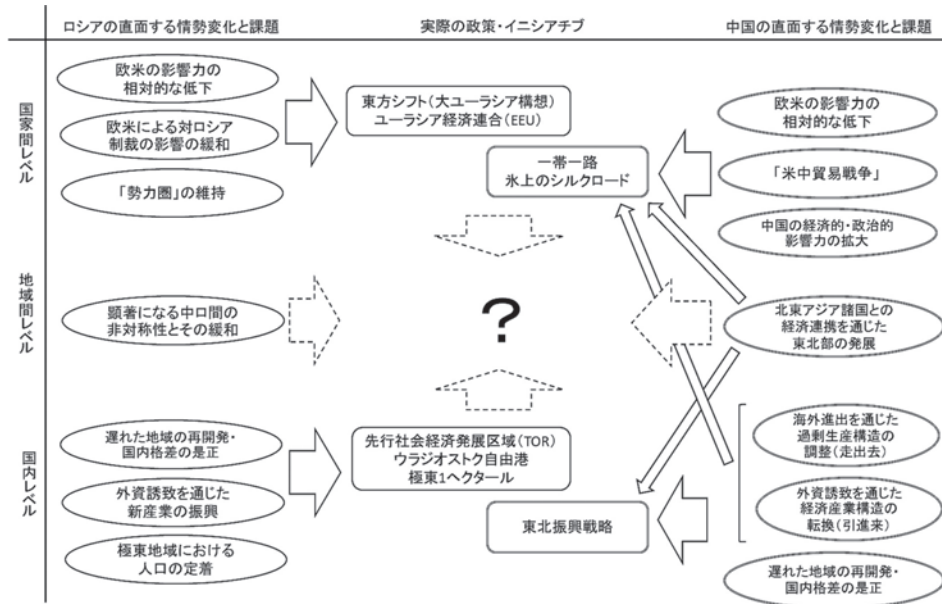 ロシアの直面する情勢変化と課題
実際の政策・イニシアチブ
中国の直面する情勢変化と課題
国家間レベル
欧米の影響力の
相対的な低下
欧米による対ロシア
制裁の影響の緩和
「勢力圏」の維持
東方シフト(大ユーラシア構想)
ユーラシア経済連合(EEU)
一帯一路
氷上のシルクロード
欧米の影響力の
相対的な低下
「米中貿易戦争」
中国の経済的・政治的
影響力の拡大
地域間レベル
顕著になる中ロ間の
非対称性とその緩和
?
北東アジア諸国との
経済連携を通じた
東北部の発展
国内レベル
遅れた地域の再開発・
国内格差の是正
外資誘致を通じた
新産業の振興
極東地域における
人口の定着
先行社会経済発展区域(TOR)
ウラジオストク自由港
極東1ヘクタール
東北振興戦略
海外進出を通じた
過剰生産構造の
調整(走出去)
外資誘致を通じた
経済産業構造の
転換(引進来)
遅れた地域の再開発・
国内格差の是正